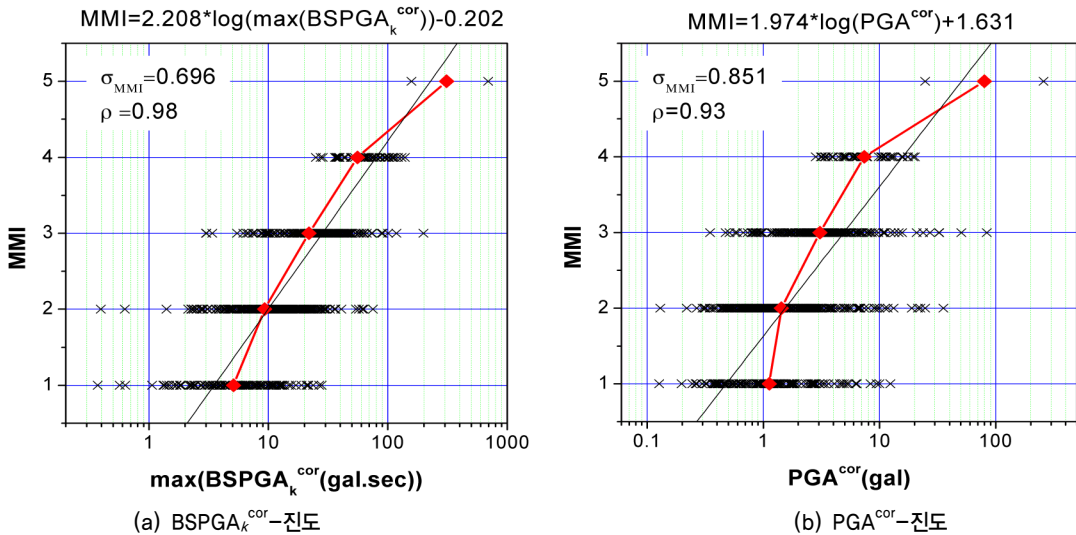 MMI=2.208*log(max(BSPGAₖᶜᵒʳ))-0.202
σMMI=0.696
ρ =0.98
MMI
5
4
3
2
1
1 10 100 1000
max(BSPGAₖᶜᵒʳ(gal.sec))
(a) BSPGAₖᶜᵒʳ-진도
MMI=1.974*log(PGAᶜᵒʳ)+1.631
σMMI=0.851
ρ=0.93
MMI
5
4
3
2
1
0.1 1 10 100
PGAᶜᵒʳ(gal)
(b) PGAᶜᵒʳ-진도